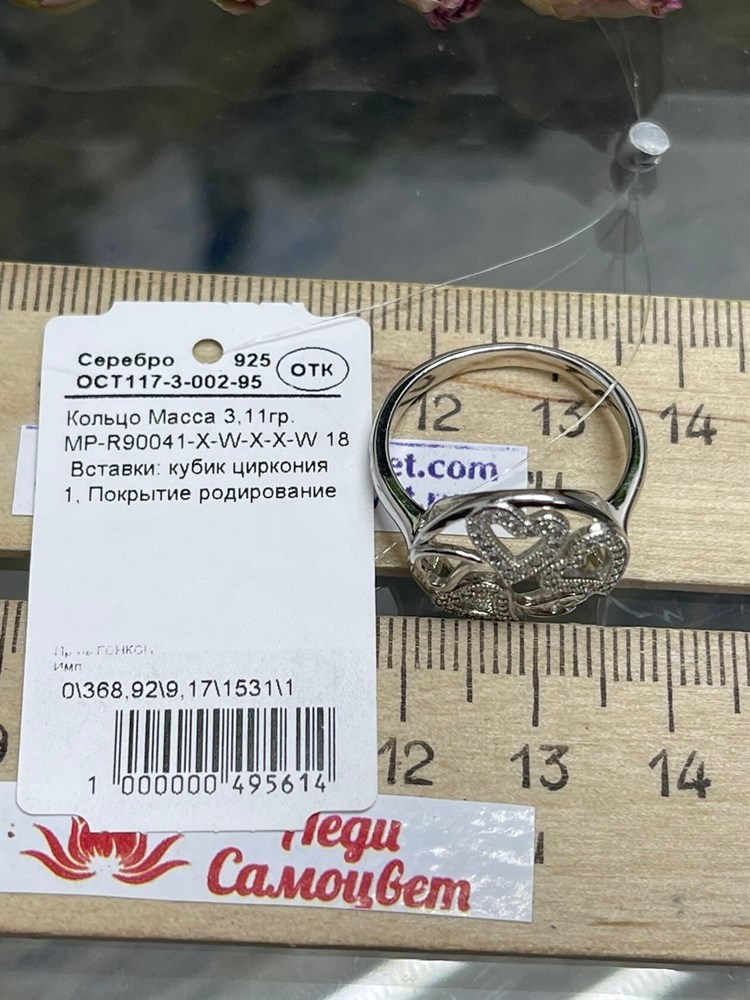 Серебро 925 ОТК
ОСТ117-3-002-95
Кольцо Масса 3,11гр.
MP-R90041-X-W-X-X-W 18
Вставки: кубик циркония
1, Покрытие родирование
Имп
0\368,92\9,17\1531\1
1 000000 495614
12 13 14
et.com
12 13 14
Леди
Самоцвет